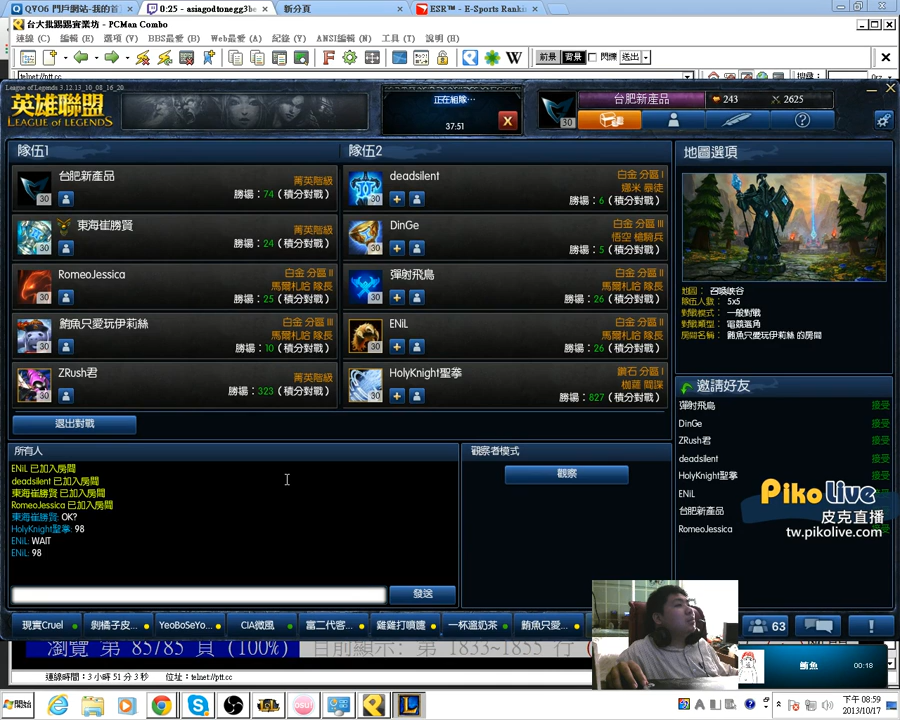 QVO6 門戶網站-我的首
0:25 - asiagodtonegg3be
新分頁
ESR™ - E-Sports Rankin
台大批踢踢實業坊 - PCMan Combo
連線 (C) 編輯 (E) 選項 (V) BBS最愛 (B) Web最愛 (A) 紀錄 (Y) ANSI編輯 (N) 工具 (T) 說明 (H)
前景 背景 閃爍 送出
telnet://ptt.cc
League of Legends 3.12.13_10_08_16_20
英雄聯盟
LEAGUE OF LEGENDS
正在組隊…
37:51
台肥新產品
30
243
2625
隊伍1
隊伍2
地圖選項
台肥新產品
菁英階級
勝場：74 (積分對戰)
東海崔勝賢
菁英階級
勝場：24 (積分對戰)
RomeoJessica
白金 分區 II
馬爾札哈 隊長
勝場：25 (積分對戰)
鮪魚只愛玩伊莉絲
白金 分區 III
馬爾札哈 隊長
勝場：10 (積分對戰)
ZRush君
菁英階級
勝場：323 (積分對戰)
deadsilent
白金 分區 I
娜米 暴徒
勝場：6 (積分對戰)
DinGe
白金 分區 III
悟空 槍騎兵
勝場：5 (積分對戰)
彈射飛鳥
白金 分區 II
馬爾札哈 隊長
勝場：26 (積分對戰)
ENiL
白金 分區 II
馬爾札哈 隊長
勝場：26 (積分對戰)
HolyKnight聖拳
鑽石 分區 I
枷蘿 間諜
勝場：827 (積分對戰)
地圖： 召喚峽谷
隊伍人數： 5x5
對戰模式： 一般對戰
對戰類型： 電競選角
房間名稱： 鮪魚只愛玩伊莉絲 的房間
退出對戰
邀請好友
彈射飛鳥 接受
DinGe 接受
ZRush君 接受
deadsilent 接受
HolyKnight聖拳 接受
ENiL
台肥新產品
RomeoJessica 接受
所有人
ENiL 已加入房間
deadsilent 已加入房間
東海崔勝賢 已加入房間
RomeoJessica 已加入房間
東海崔勝賢: OK?
HolyKnight聖拳: 98
ENiL: WAIT
ENiL: 98
觀察者模式
觀察
發送
PikoLive
皮克直播
tw.pikolive.com
現實Cruel
剝橘子皮...
YeoBoSeYo...
CIA微風
富二代客...
雞雞打噴嚏
一杯溫奶茶
鮪魚只愛...
63
瀏覽 第 85/85 頁 (100%) 目前顯示: 第 1833~1855 行
連線時間：3 小時 51 分 3 秒 位址：telnet://ptt.cc
鮪魚
00:18
開始
下午 08:59
2013/10/17